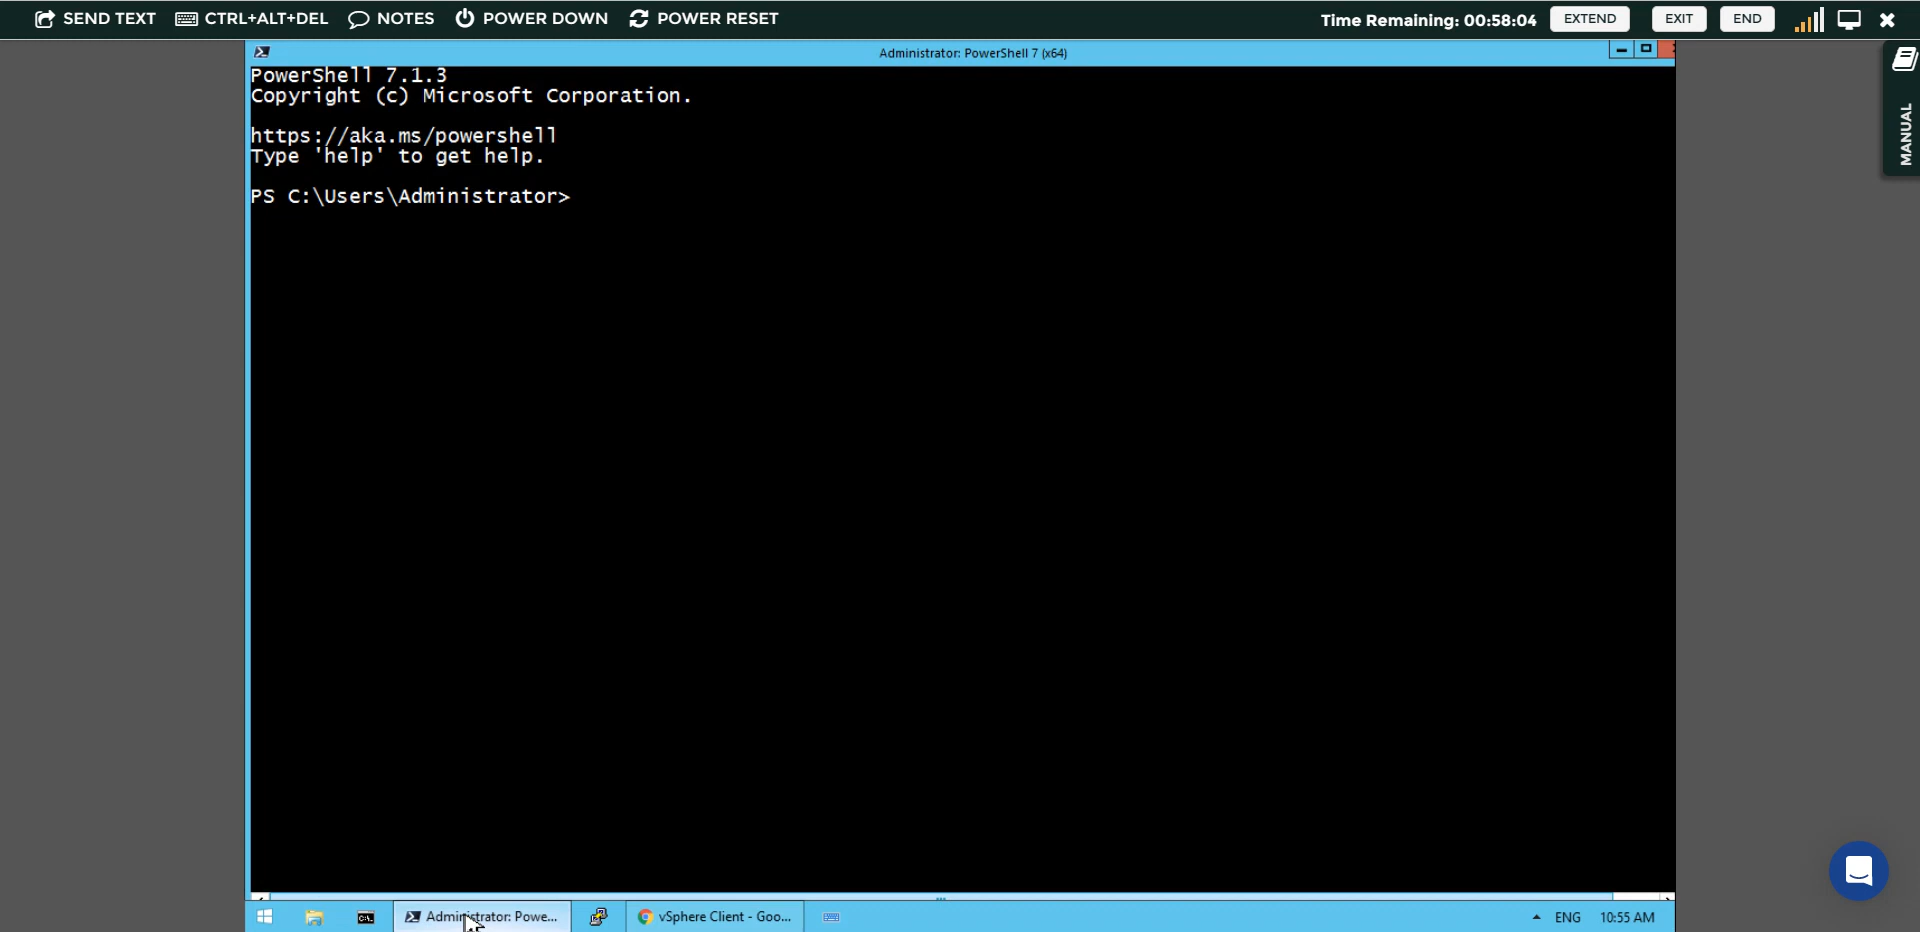 SEND TEXT CTRL+ALT+DEL NOTES POWER DOWN POWER RESET Time Remaining: 00:58:04 EXTEND EXIT END
Administrator: PowerShell 7 (x64)
PowerShell 7.1.3
Copyright (c) Microsoft Corporation.
https://aka.ms/powershell
Type 'help' to get help.
PS C:\Users\Administrator>
MANUAL
Administrator: Powe... vSphere Client - Goo... ENG 10:55 AM